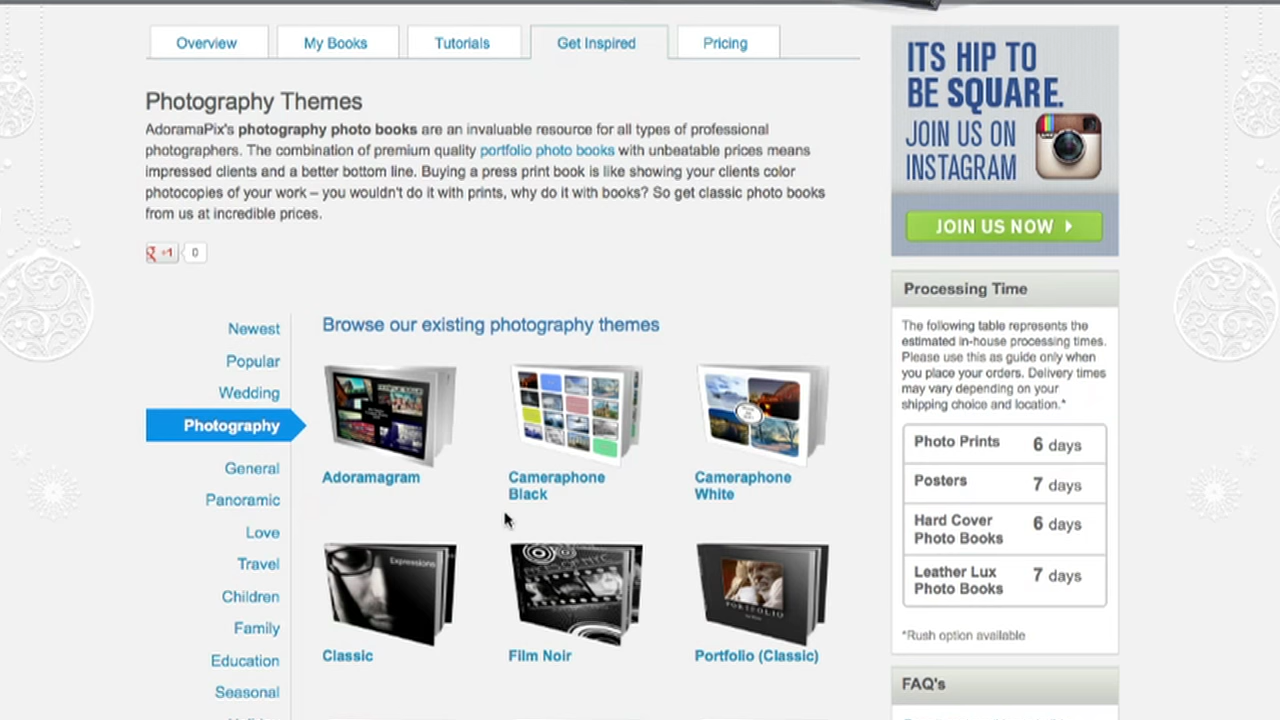 Overview
My Books
Tutorials
Get Inspired
Pricing
Photography Themes
AdoramaPix's photography photo books are an invaluable resource for all types of professional
photographers. The combination of premium quality portfolio photo books with unbeatable prices means
impressed clients and a better bottom line. Buying a press print book is like showing your clients color
photocopies of your work – you wouldn't do it with prints, why do it with books? So get classic photo books
from us at incredible prices.
g +1
0
Newest
Popular
Wedding
Photography
General
Panoramic
Love
Travel
Children
Family
Education
Seasonal
Browse our existing photography themes
Adoramagram
Cameraphone
Black
Cameraphone
White
Expressions
PORTFOLIO
Classic
Film Noir
Portfolio (Classic)
ITS HIP TO
BE SQUARE.
JOIN US ON
INSTAGRAM
JOIN US NOW
Processing Time
The following table represents the
estimated in-house processing times.
Please use this as guide only when
you place your orders. Delivery times
may vary depending on your
shipping choice and location.*
Photo Prints 6 days
Posters 7 days
Hard Cover
Photo Books 6 days
Leather Lux
Photo Books 7 days
*Rush option available
FAQ's